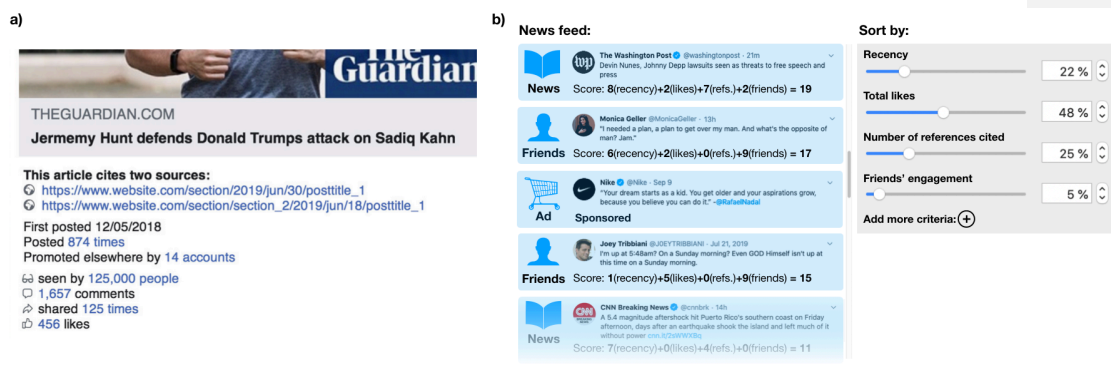 a)
The
Guardian
THEGUARDIAN.COM
Jermemy Hunt defends Donald Trumps attack on Sadiq Kahn
This article cites two sources:
https://www.website.com/section/2019/jun/30/posttitle_1
https://www.website.com/section/section_2/2019/jun/18/posttitle_1
First posted 12/05/2018
Posted 874 times
Promoted elsewhere by 14 accounts
seen by 125,000 people
1,657 comments
shared 125 times
456 likes
b)
News feed:
wp
The Washington Post @washingtonpost · 21m
Devin Nunes, Johnny Depp lawsuits seen as threats to free speech and
press
News
Score: 8(recency)+2(likes)+7(refs.)+2(friends) = 19
Monica Geller @MonicaGeller · 13h
"I needed a plan, a plan to get over my man. And what's the opposite of
man? Jam."
Friends
Score: 6(recency)+2(likes)+0(refs.)+9(friends) = 17
Nike @Nike · Sep 9
"Your dream starts as a kid. You get older and your aspirations grow,
because you believe you can do it." -@RafaelNadal
Ad
Sponsored
Joey Tribbiani @J0EYTRIBBIANI · Jul 21, 2019
I'm up at 5:48am? On a Sunday morning? Even GOD Himself isn't up at
this time on a Sunday morning.
Friends
Score: 1(recency)+5(likes)+0(refs)+9(friends) = 15
CNN
BREAKING
NEWS
CNN Breaking News @cnnbrk · 14h
A 5.4 magnitude aftershock hit Puerto Rico's southern coast on Friday
afternoon, days after an earthquake shook the island and left much of it
without power
News
Score: 7(recency)+0(likes)+4(refs.)+0(friends) = 11
Sort by:
Recency
22 %
Total likes
48 %
Number of references cited
25 %
Friends' engagement
5 %
Add more criteria: